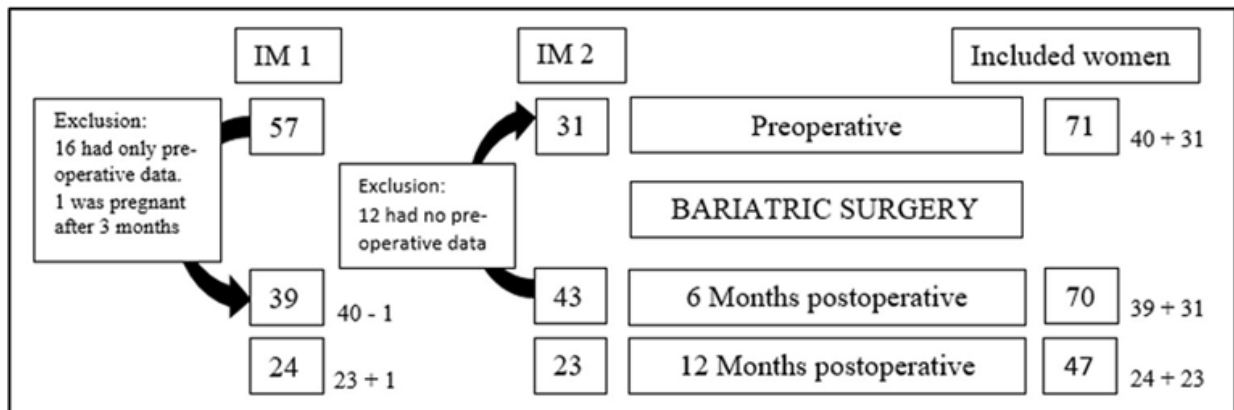 IM 1
IM 2
Included women
Exclusion:
16 had only pre-
operative data.
1 was pregnant
after 3 months
57
31
Preoperative
71
40 + 31
Exclusion:
12 had no pre-
operative data
BARIATRIC SURGERY
39
40 - 1
43
6 Months postoperative
70
39 + 31
24
23 + 1
23
12 Months postoperative
47
24 + 23